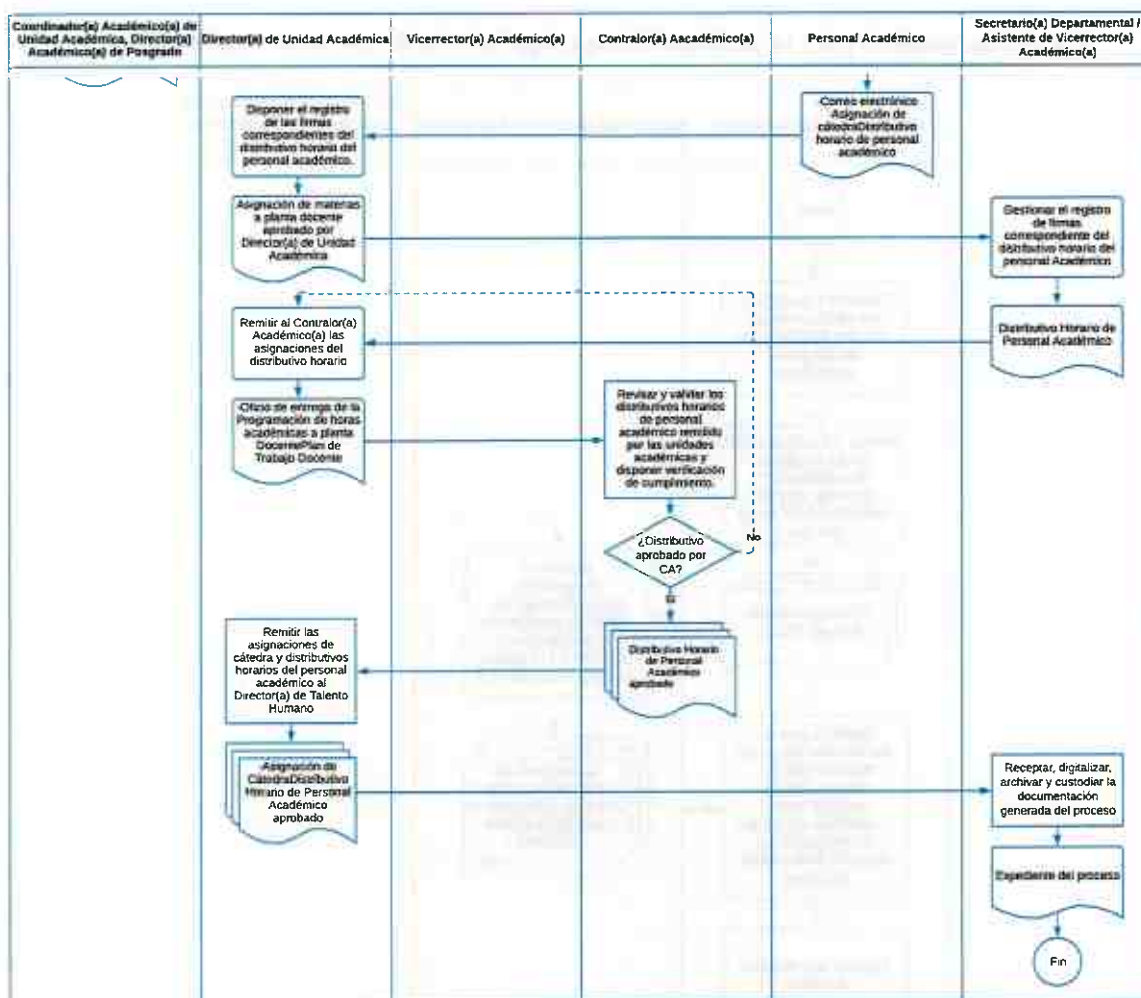 Coordinador(a) Académico(a) de
Unidad Académica, Director(a)
Académico(a) de Posgrado
Director(a) de Unidad Académica
Vicerrector(a) Académico(a)
Contralor(a) Aacadémico(a)
Personal Académico
Secretario(a) Departamental /
Asistente de Vicerrector(a)
Académico(a)
Disponer el registro
de las firmas
correspondientes del
distributivo horario del
personal académico.
Correo electrónico
Asignación de
cátedraDistributivo
horario de personal
académico
Asignación de materias
a planta docente
aprobado por
Director(a) de Unidad
Académica
Gestionar el registro
de firmas
correspondiente del
distributivo horario del
personal Académico
Remitir al Contralor(a)
Académico(a) las
asignaciones del
distributivo horario
Distributivo Horario de
Personal Académico
Oficio de entrega de la
Programación de horas
académicas a planta
DocentePlan de
Trabajo Docente
Revisar y validar los
distributivos horarios
de personal
académico remitido
por las unidades
académicas y
disponer verificación
de cumplimiento.
¿Distributivo
aprobado por
CA?
No
Si
Remitir las
asignaciones de
cátedra y distributivos
horarios del personal
académico al
Director(a) de Talento
Humano
Distributivo Horario
de Personal
Académico
aprobado
Asignación de
CátedraDistributivo
Horario de Personal
Académico
aprobado
Receptar, digitalizar,
archivar y custodiar la
documentación
generada del proceso
Expediente del proceso
Fin